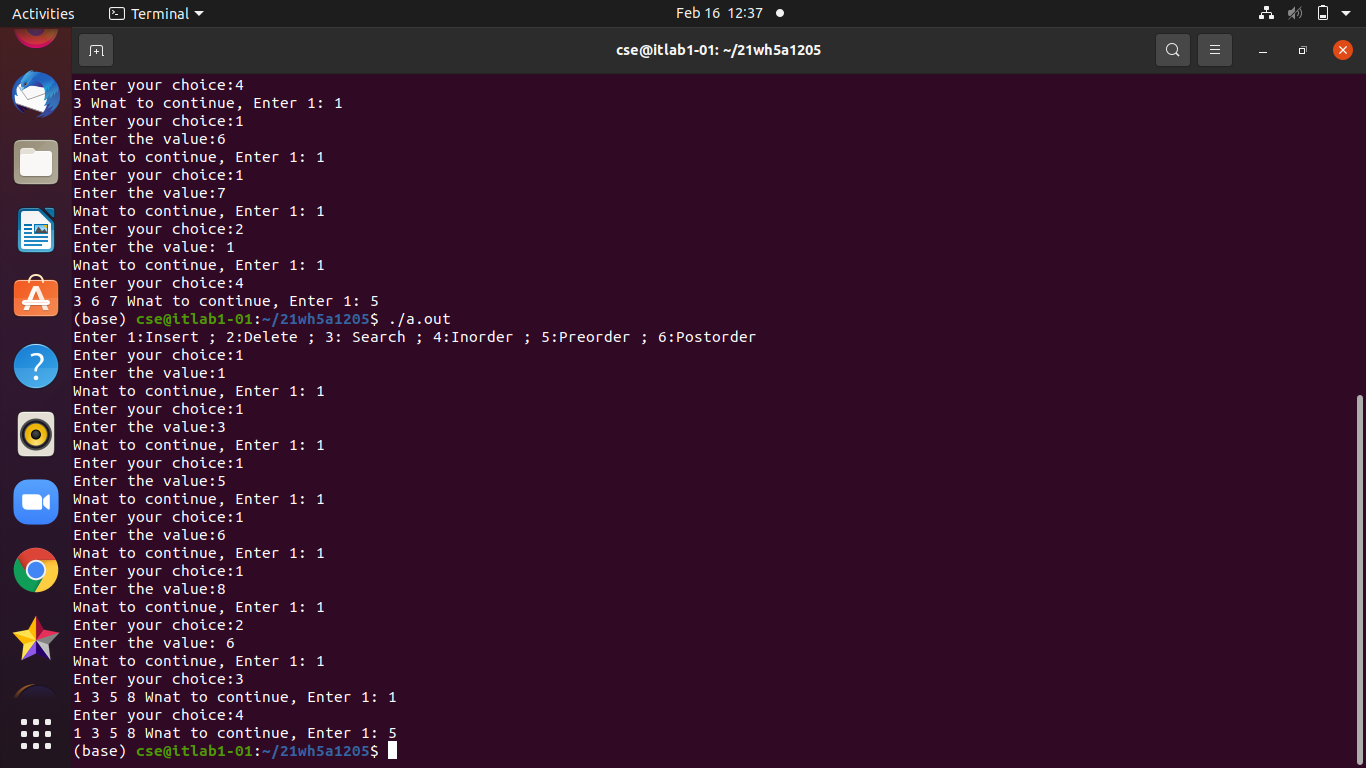 Activities Terminal Feb 16 12:37
cse@itlab1-01: ~/21wh5a1205
Enter your choice:4
3 Wnat to continue, Enter 1: 1
Enter your choice:1
Enter the value:6
Wnat to continue, Enter 1: 1
Enter your choice:1
Enter the value:7
Wnat to continue, Enter 1: 1
Enter your choice:2
Enter the value: 1
Wnat to continue, Enter 1: 1
Enter your choice:4
3 6 7 Wnat to continue, Enter 1: 5
(base) cse@itlab1-01:~/21wh5a1205$ ./a.out
Enter 1:Insert ; 2:Delete ; 3: Search ; 4:Inorder ; 5:Preorder ; 6:Postorder
Enter your choice:1
Enter the value:1
Wnat to continue, Enter 1: 1
Enter your choice:1
Enter the value:3
Wnat to continue, Enter 1: 1
Enter your choice:1
Enter the value:5
Wnat to continue, Enter 1: 1
Enter your choice:1
Enter the value:6
Wnat to continue, Enter 1: 1
Enter your choice:1
Enter the value:8
Wnat to continue, Enter 1: 1
Enter your choice:2
Enter the value: 6
Wnat to continue, Enter 1: 1
Enter your choice:3
1 3 5 8 Wnat to continue, Enter 1: 1
Enter your choice:4
1 3 5 8 Wnat to continue, Enter 1: 5
(base) cse@itlab1-01:~/21wh5a1205$